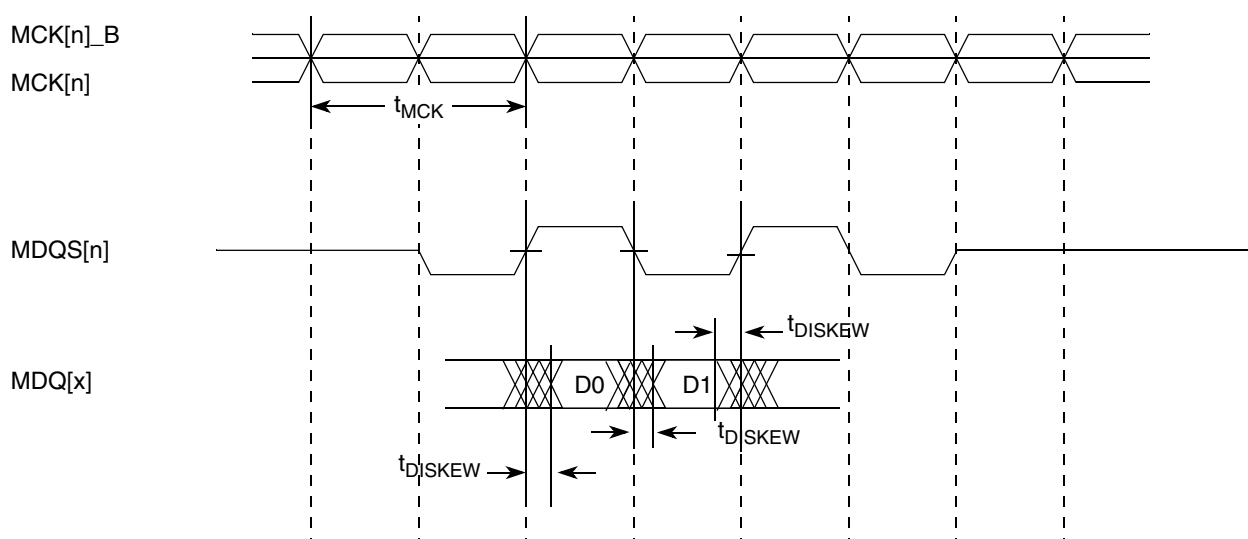 MCK[n]_B
MCK[n]
tMCK
MDQS[n]
tDISKEW
MDQ[x]
D0
D1
tDISKEW
tDISKEW